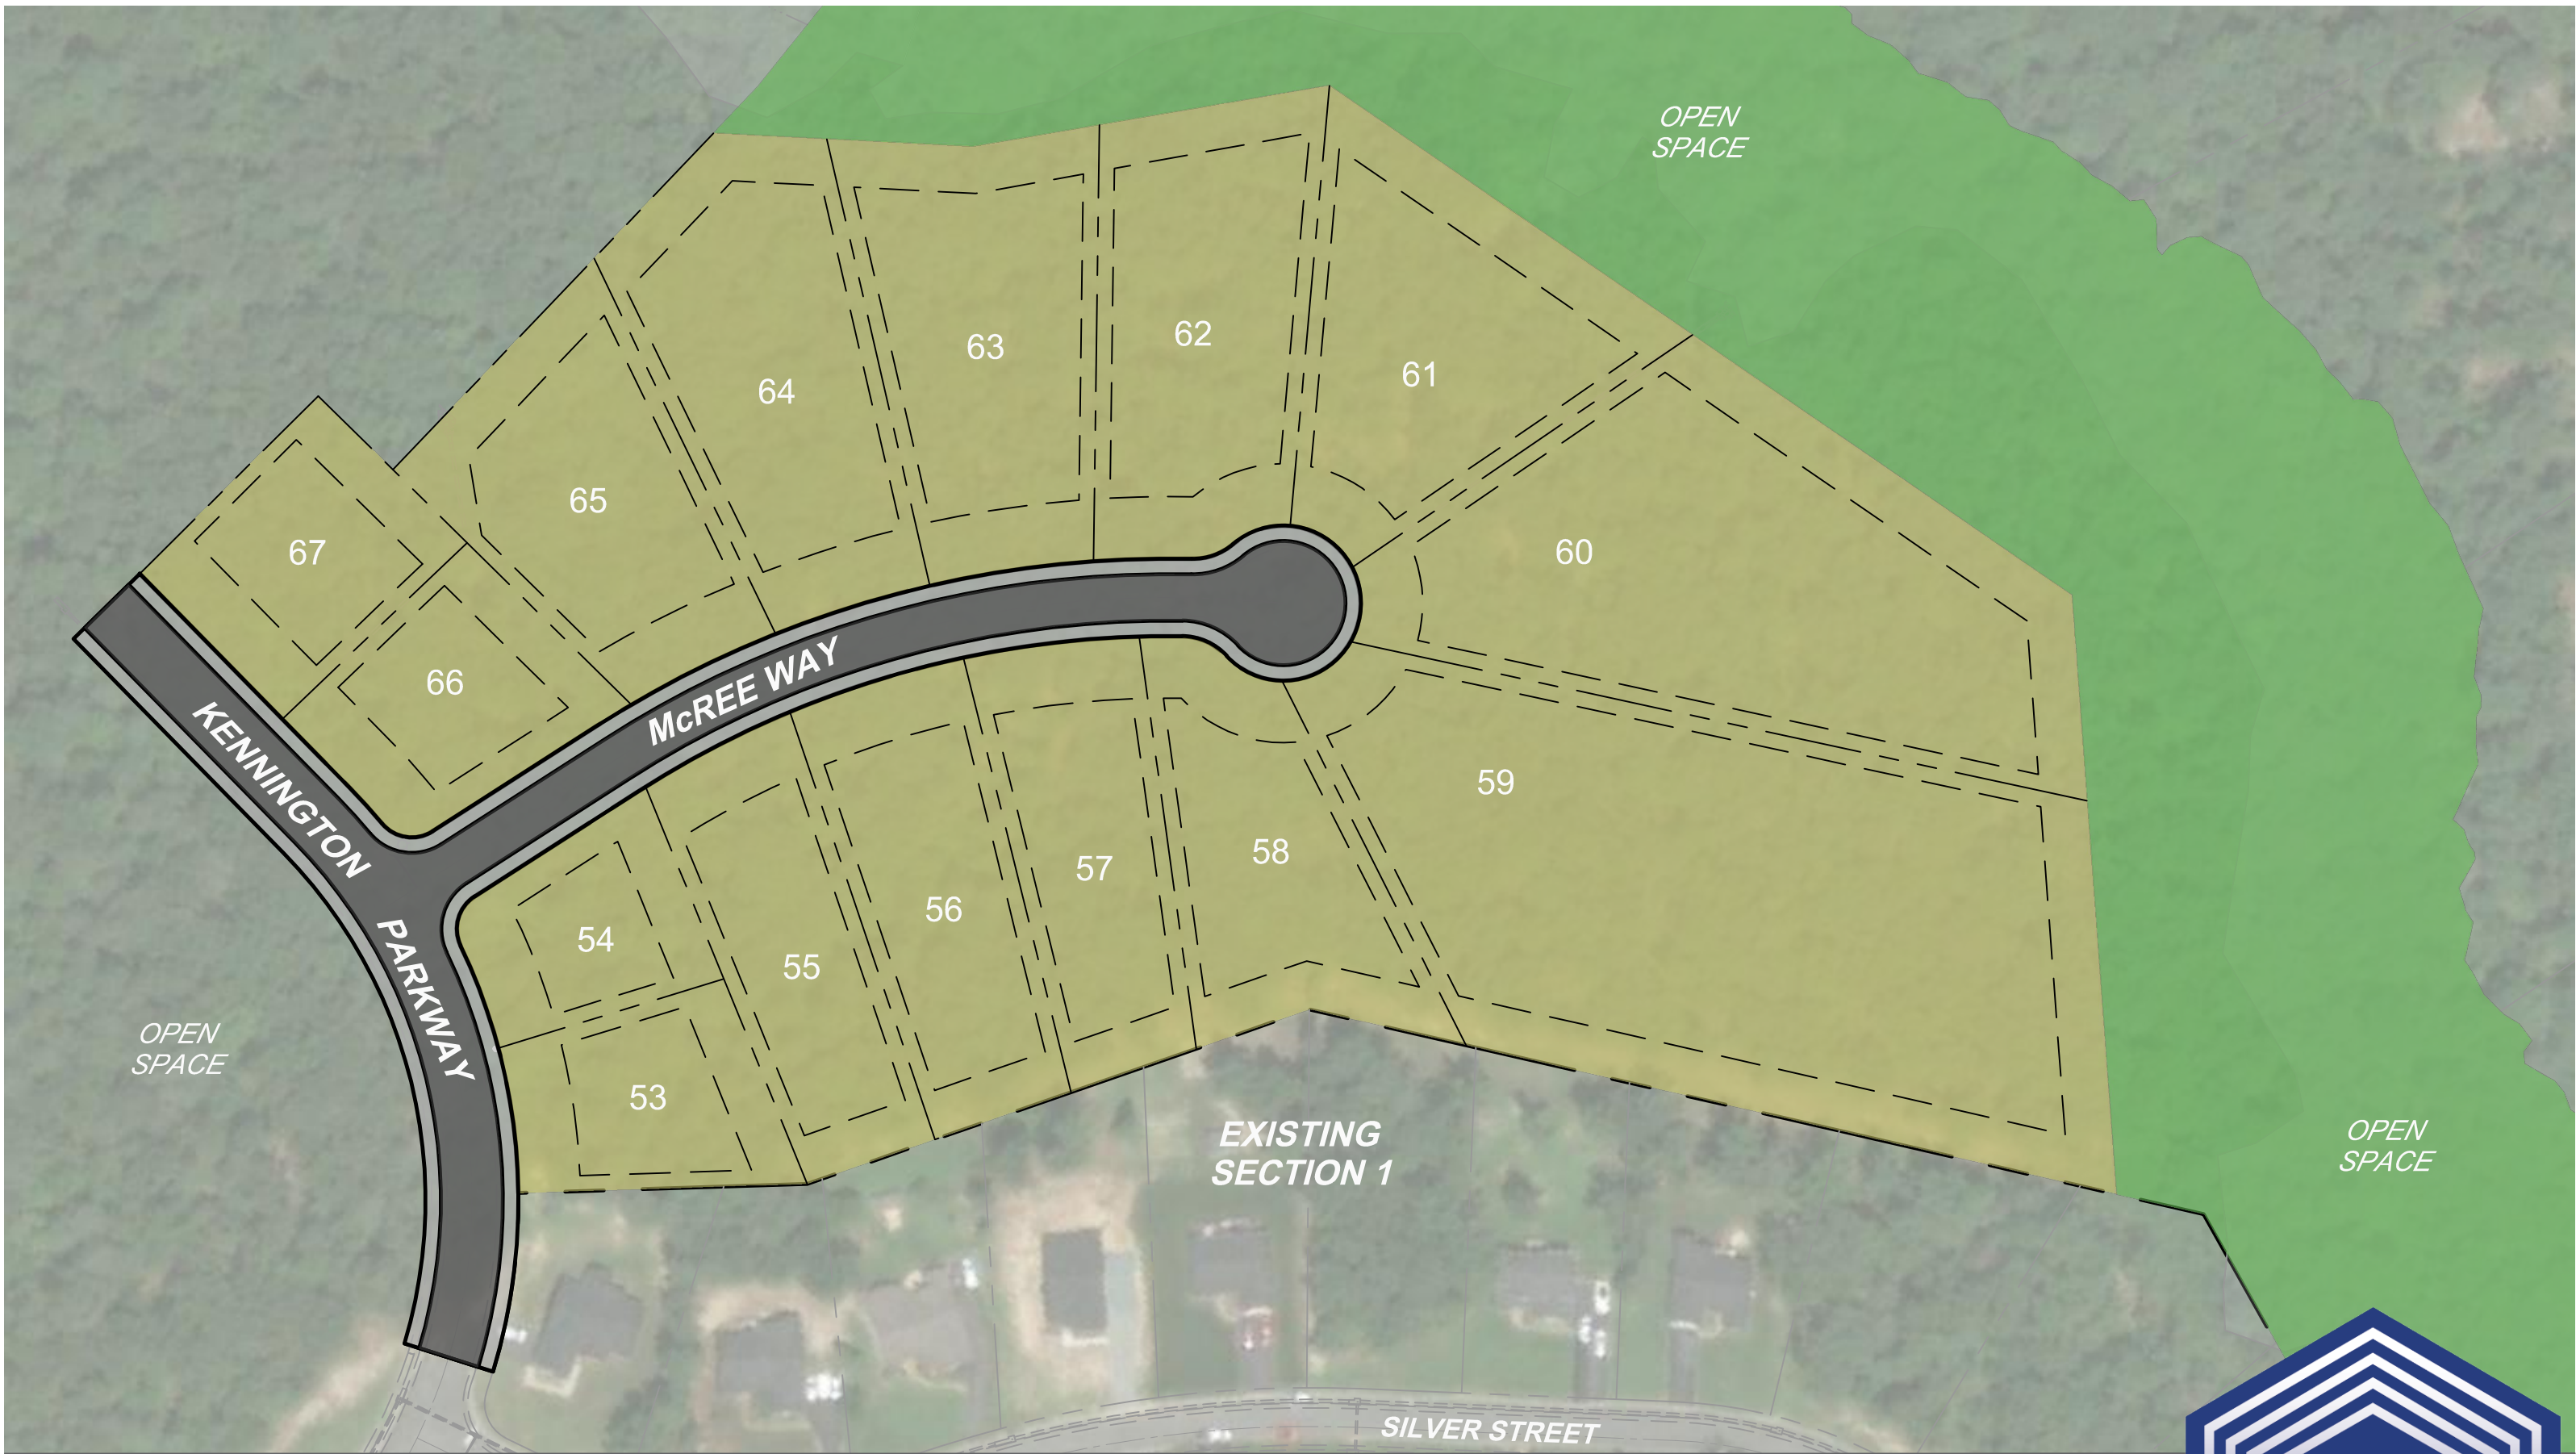 OPEN
SPACE
62
63
61
64
65
67
60
66
McREE WAY
59
KENNINGTON
PARKWAY
58
57
56
54
55
OPEN
SPACE
53
EXISTING
SECTION 1
OPEN
SPACE
SILVER STREET